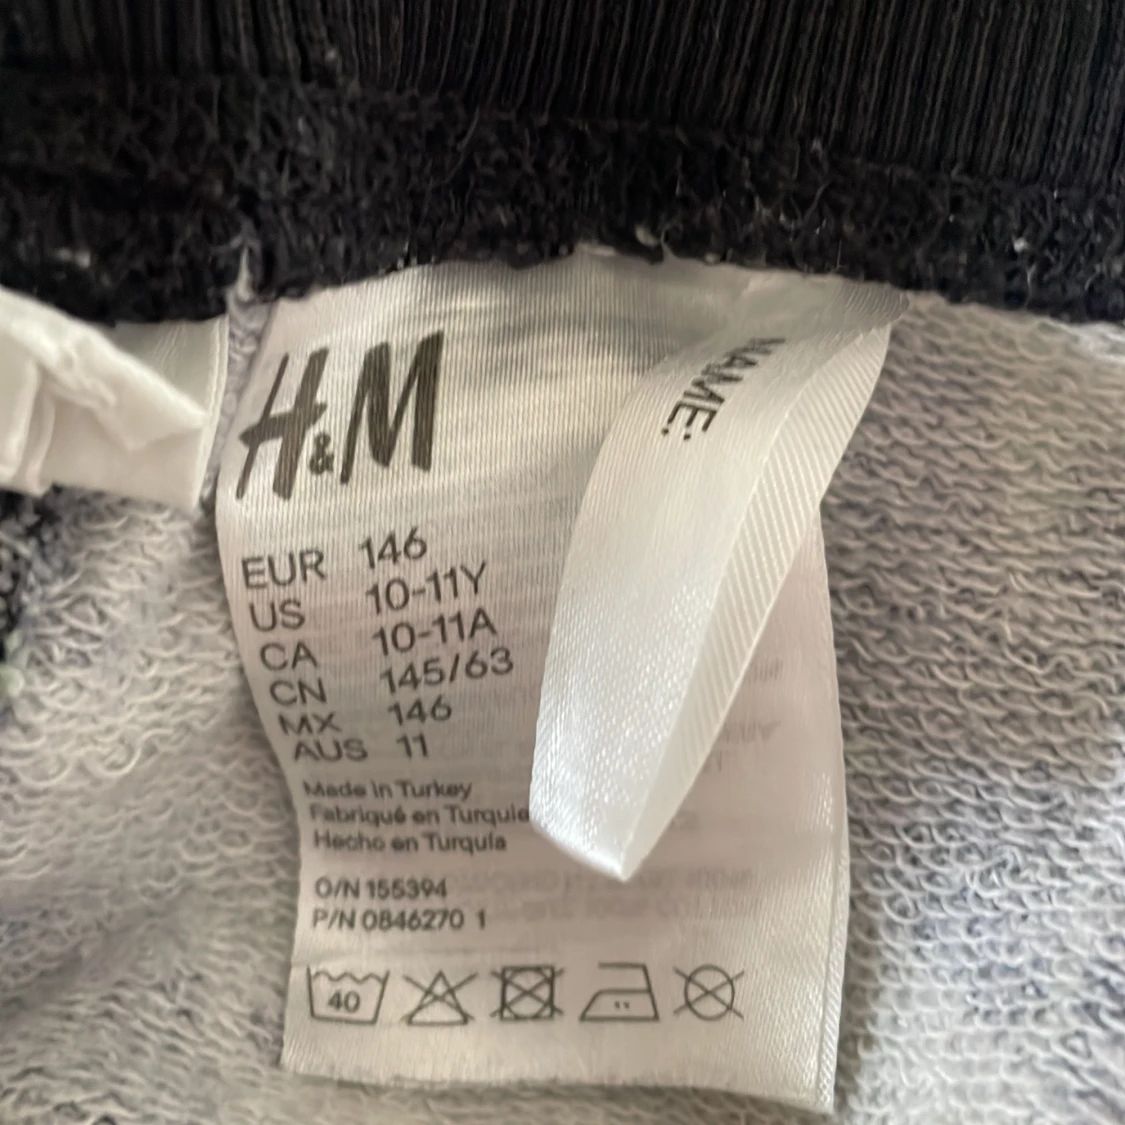 H&M
NAME:
EUR 146
US 10-11Y
CA 10-11A
CN 145/63
MX 146
AUS 11
Made in Turkey
Fabriqué en Turquie
Hecho en Turquía
O/N 155394
P/N 0846270 1
40